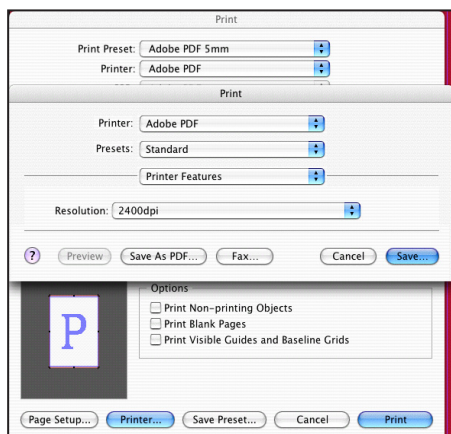 Print
Print Preset: Adobe PDF 5mm
Printer: Adobe PDF
Print
Printer: Adobe PDF
Presets: Standard
Printer Features
Resolution: 2400dpi
? Preview Save As PDF... Fax... Cancel Save...
Options
Print Non-printing Objects
Print Blank Pages
Print Visible Guides and Baseline Grids
P
Page Setup... Printer... Save Preset... Cancel Print